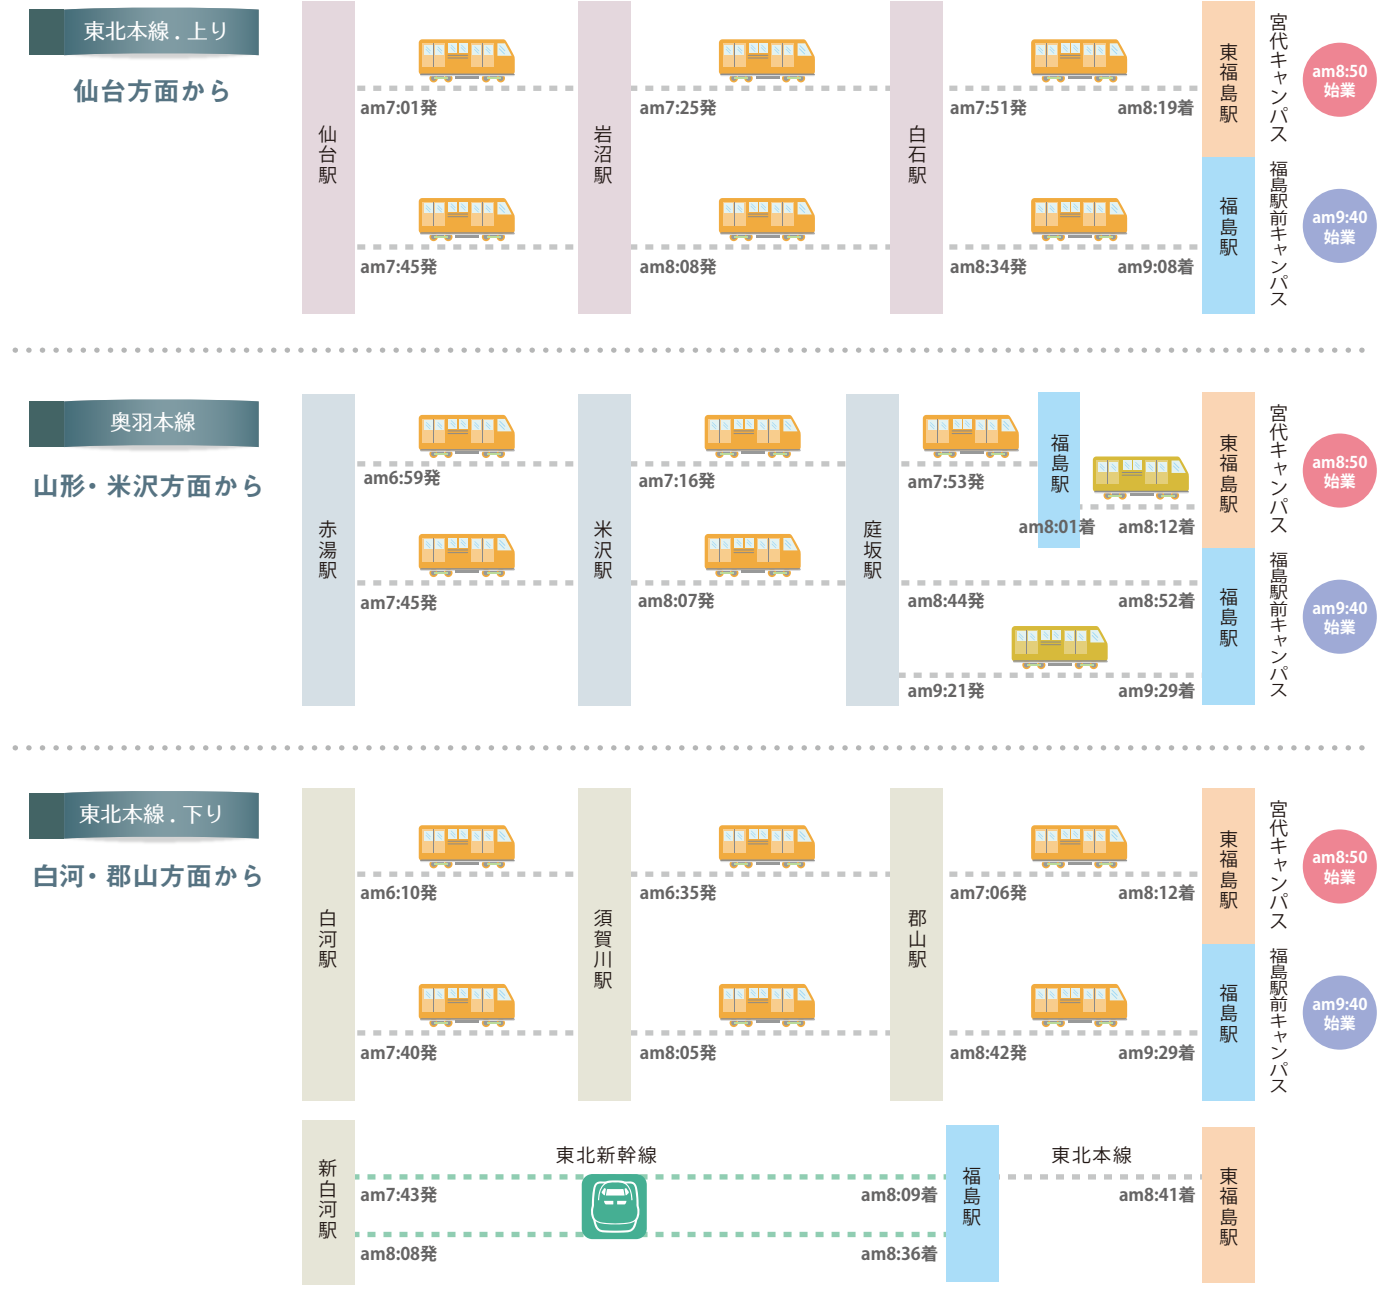 東北本線 . 上り
仙台方面から
仙台駅
am7:01発
am7:45発
岩沼駅
am7:25発
am8:08発
白石駅
am7:51発
am8:19着
am8:34発
am9:08着
東福島駅
宮代キャンパス
am8:50
始業
福島駅
福島駅前キャンパス
am9:40
始業
奥羽本線
山形・米沢方面から
赤湯駅
am6:59発
am7:45発
米沢駅
am7:16発
am8:07発
庭坂駅
am7:53発
福島駅
am8:01着
am8:12着
am8:44発
am8:52着
am9:21発
am9:29着
東福島駅
宮代キャンパス
am8:50
始業
福島駅
福島駅前キャンパス
am9:40
始業
東北本線 . 下り
白河・郡山方面から
白河駅
am6:10発
am7:40発
須賀川駅
am6:35発
am8:05発
郡山駅
am7:06発
am8:12着
am8:42発
am9:29着
東福島駅
宮代キャンパス
am8:50
始業
福島駅
福島駅前キャンパス
am9:40
始業
新白河駅
東北新幹線
am7:43発
am8:09着
am8:08発
am8:36着
福島駅
東北本線
am8:41着
東福島駅